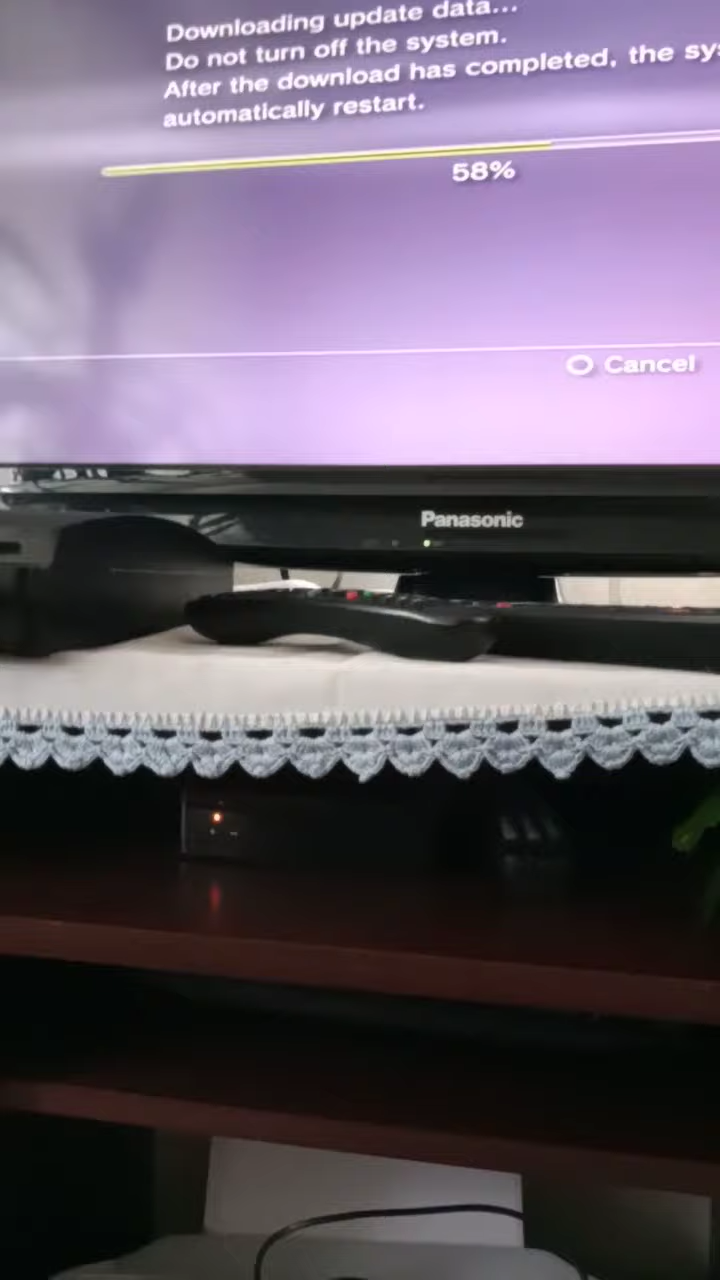 Downloading update data...
Do not turn off the system.
After the download has completed, the
automatically restart.
58%
Cancel
Panasonic